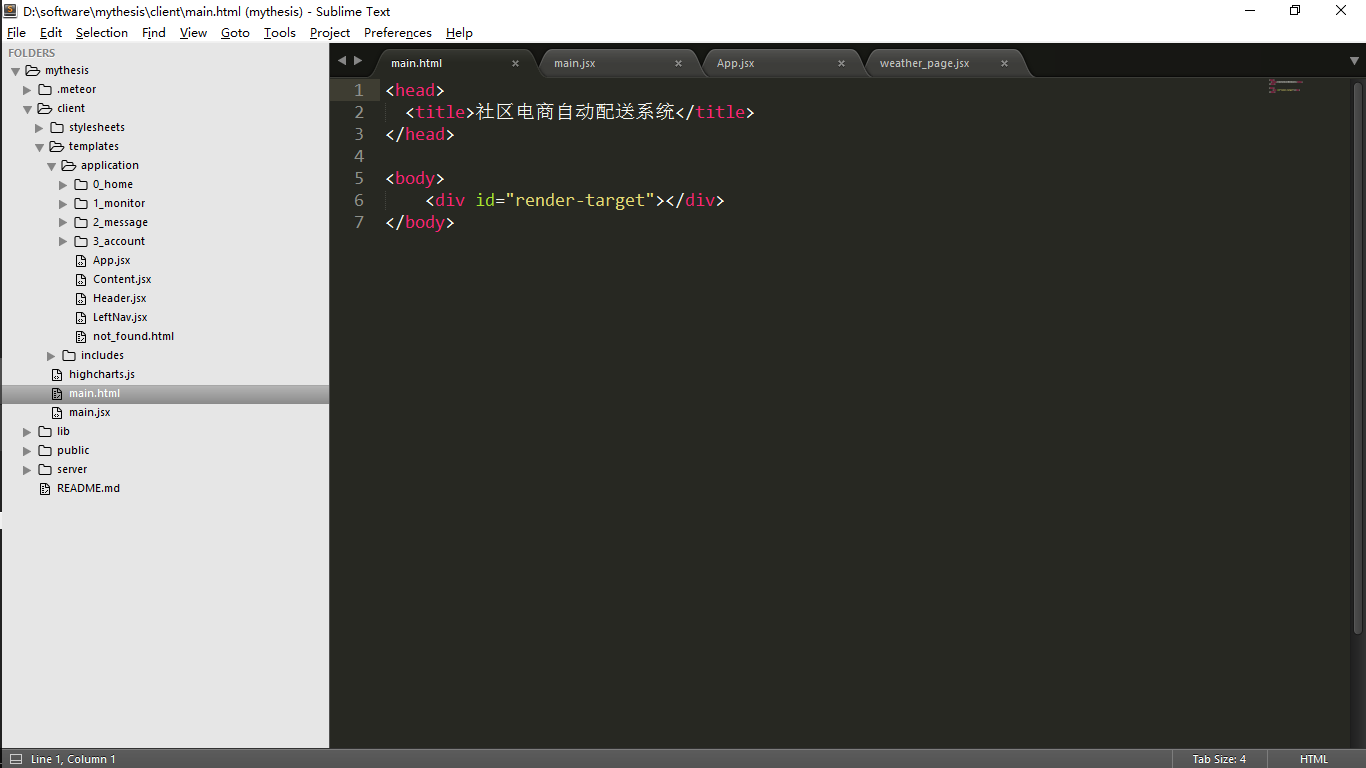 D:\software\mythesis\client\main.html (mythesis) - Sublime Text
File Edit Selection Find View Goto Tools Project Preferences Help
FOLDERS
mythesis
.meteor
client
stylesheets
templates
application
0_home
1_monitor
2_message
3_account
App.jsx
Content.jsx
Header.jsx
LeftNav.jsx
not_found.html
includes
highcharts.js
main.html
main.jsx
lib
public
server
README.md
main.html × main.jsx × App.jsx × weather_page.jsx ×
1 <head>
2   <title>社区电商自动配送系统</title>
3 </head>
4
5 <body>
6     <div id="render-target"></div>
7 </body>
Line 1, Column 1 Tab Size: 4 HTML